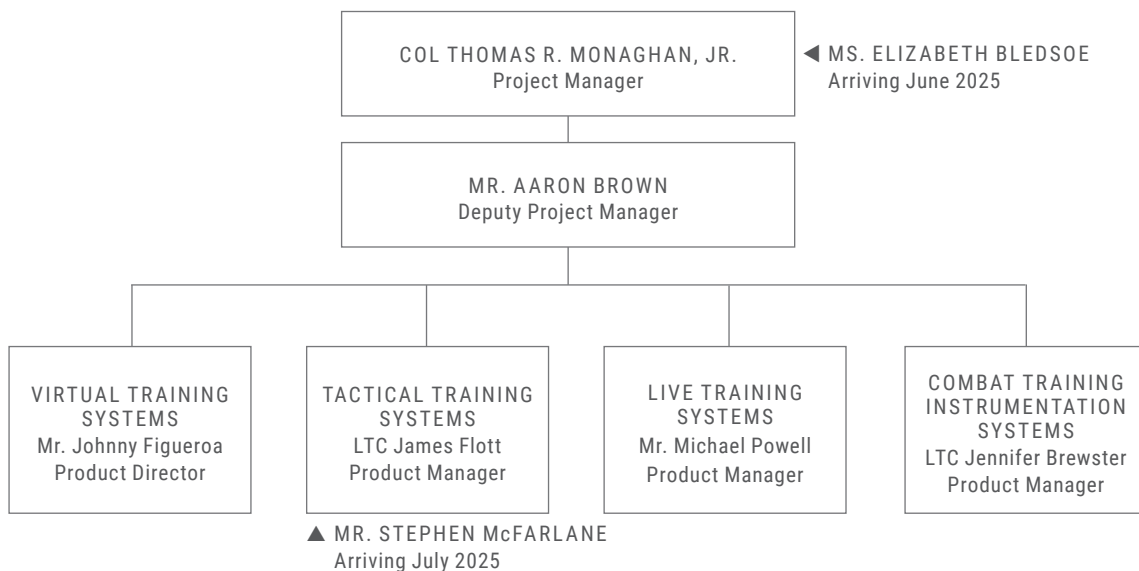 COL THOMAS R. MONAGHAN, JR.
Project Manager
◀ MS. ELIZABETH BLEDSOE
Arriving June 2025
MR. AARON BROWN
Deputy Project Manager
VIRTUAL TRAINING
SYSTEMS
Mr. Johnny Figueroa
Product Director
TACTICAL TRAINING
SYSTEMS
LTC James Flott
Product Manager
LIVE TRAINING
SYSTEMS
Mr. Michael Powell
Product Manager
COMBAT TRAINING
INSTRUMENTATION
SYSTEMS
LTC Jennifer Brewster
Product Manager
▲ MR. STEPHEN McFARLANE
Arriving July 2025